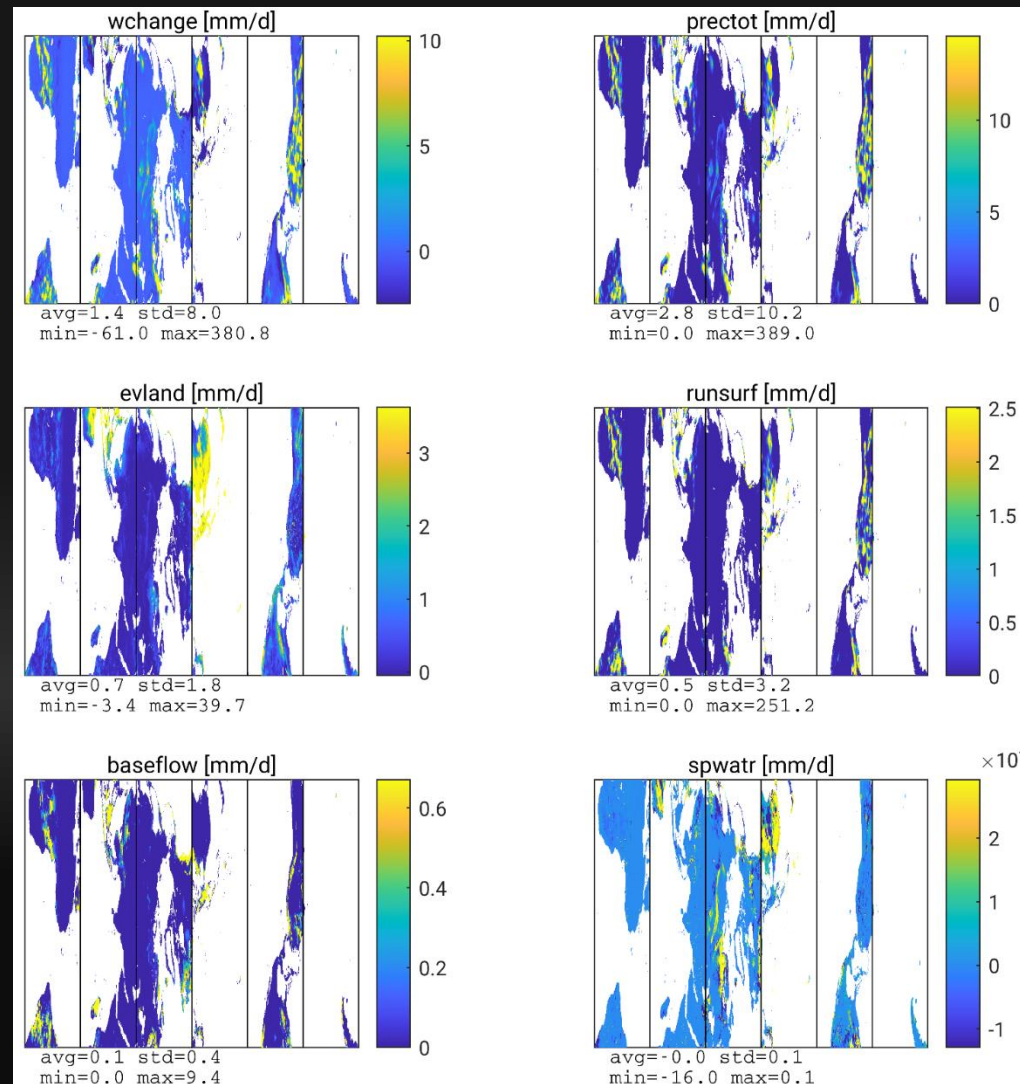 wchange [mm/d]
10
5
0
avg=1.4 std=8.0
min=-61.0 max=380.8
prectot [mm/d]
10
5
0
avg=2.8 std=10.2
min=0.0 max=389.0
evland [mm/d]
3
2
1
0
avg=0.7 std=1.8
min=-3.4 max=39.7
runsurf [mm/d]
2.5
2
1.5
1
0.5
0
avg=0.5 std=3.2
min=0.0 max=251.2
baseflow [mm/d]
0.6
0.4
0.2
0
avg=0.1 std=0.4
min=0.0 max=9.4
spwatr [mm/d]
×10
2
1
0
-1
avg=-0.0 std=0.1
min=-16.0 max=0.1